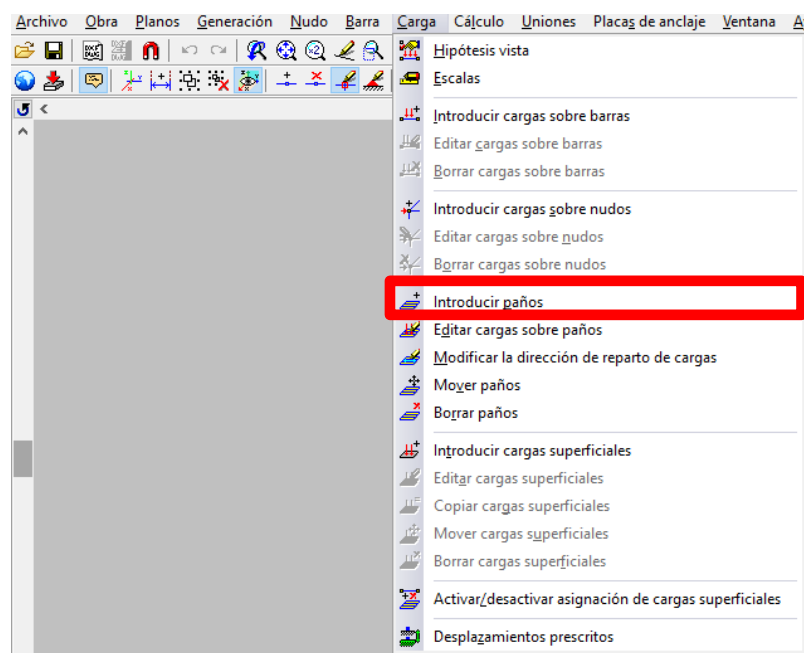 Archivo Obra Planos Generación Nudo Barra Carga Cálculo Uniones Placas de anclaje Ventana
Hipótesis vista
Escalas
Introducir cargas sobre barras
Editar cargas sobre barras
Borrar cargas sobre barras
Introducir cargas sobre nudos
Editar cargas sobre nudos
Borrar cargas sobre nudos
Introducir paños
Editar cargas sobre paños
Modificar la dirección de reparto de cargas
Mover paños
Borrar paños
Introducir cargas superficiales
Editar cargas superficiales
Copiar cargas superficiales
Mover cargas superficiales
Borrar cargas superficiales
Activar/desactivar asignación de cargas superficiales
Desplazamientos prescritos